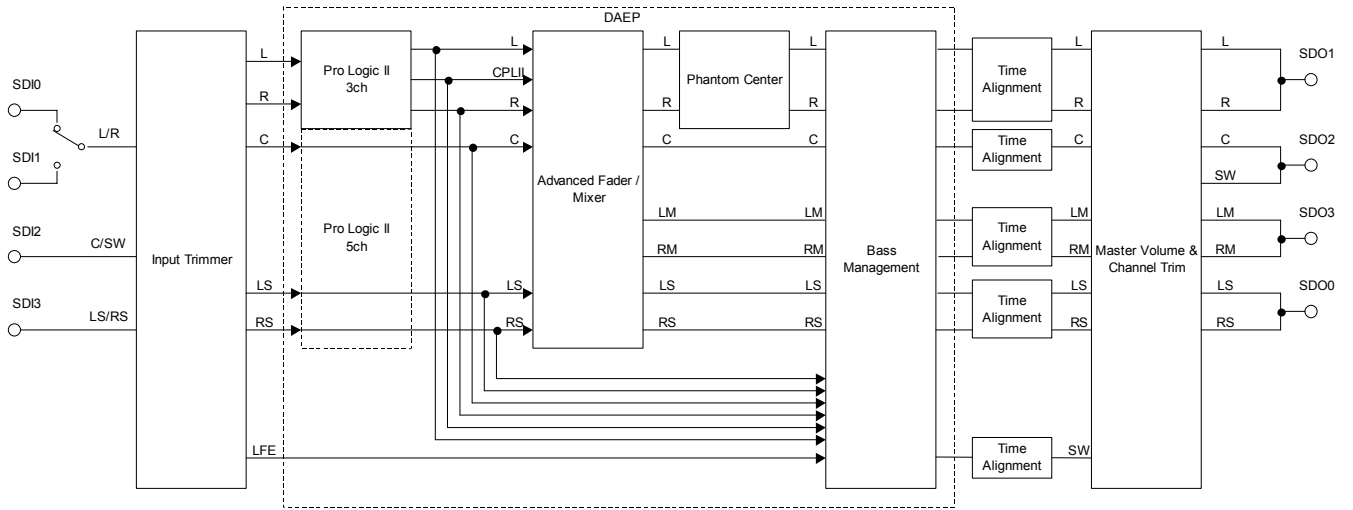 DAEP
SDI0
SDI1
SDI2
SDI3
L/R
C/SW
LS/RS
Input Trimmer
L
R
C
LS
RS
LFE
Pro Logic II
3ch
Pro Logic II
5ch
L
CPLII
R
C
LS
RS
Advanced Fader /
Mixer
L
R
C
LM
RM
LS
RS
Phantom Center
L
R
C
LM
RM
LS
RS
Bass
Management
Time
Alignment
Time
Alignment
Time
Alignment
Time
Alignment
Time
Alignment
L
R
C
LM
RM
LS
RS
SW
Master Volume &
Channel Trim
L
R
C
SW
LM
RM
LS
RS
SDO1
SDO2
SDO3
SDO0